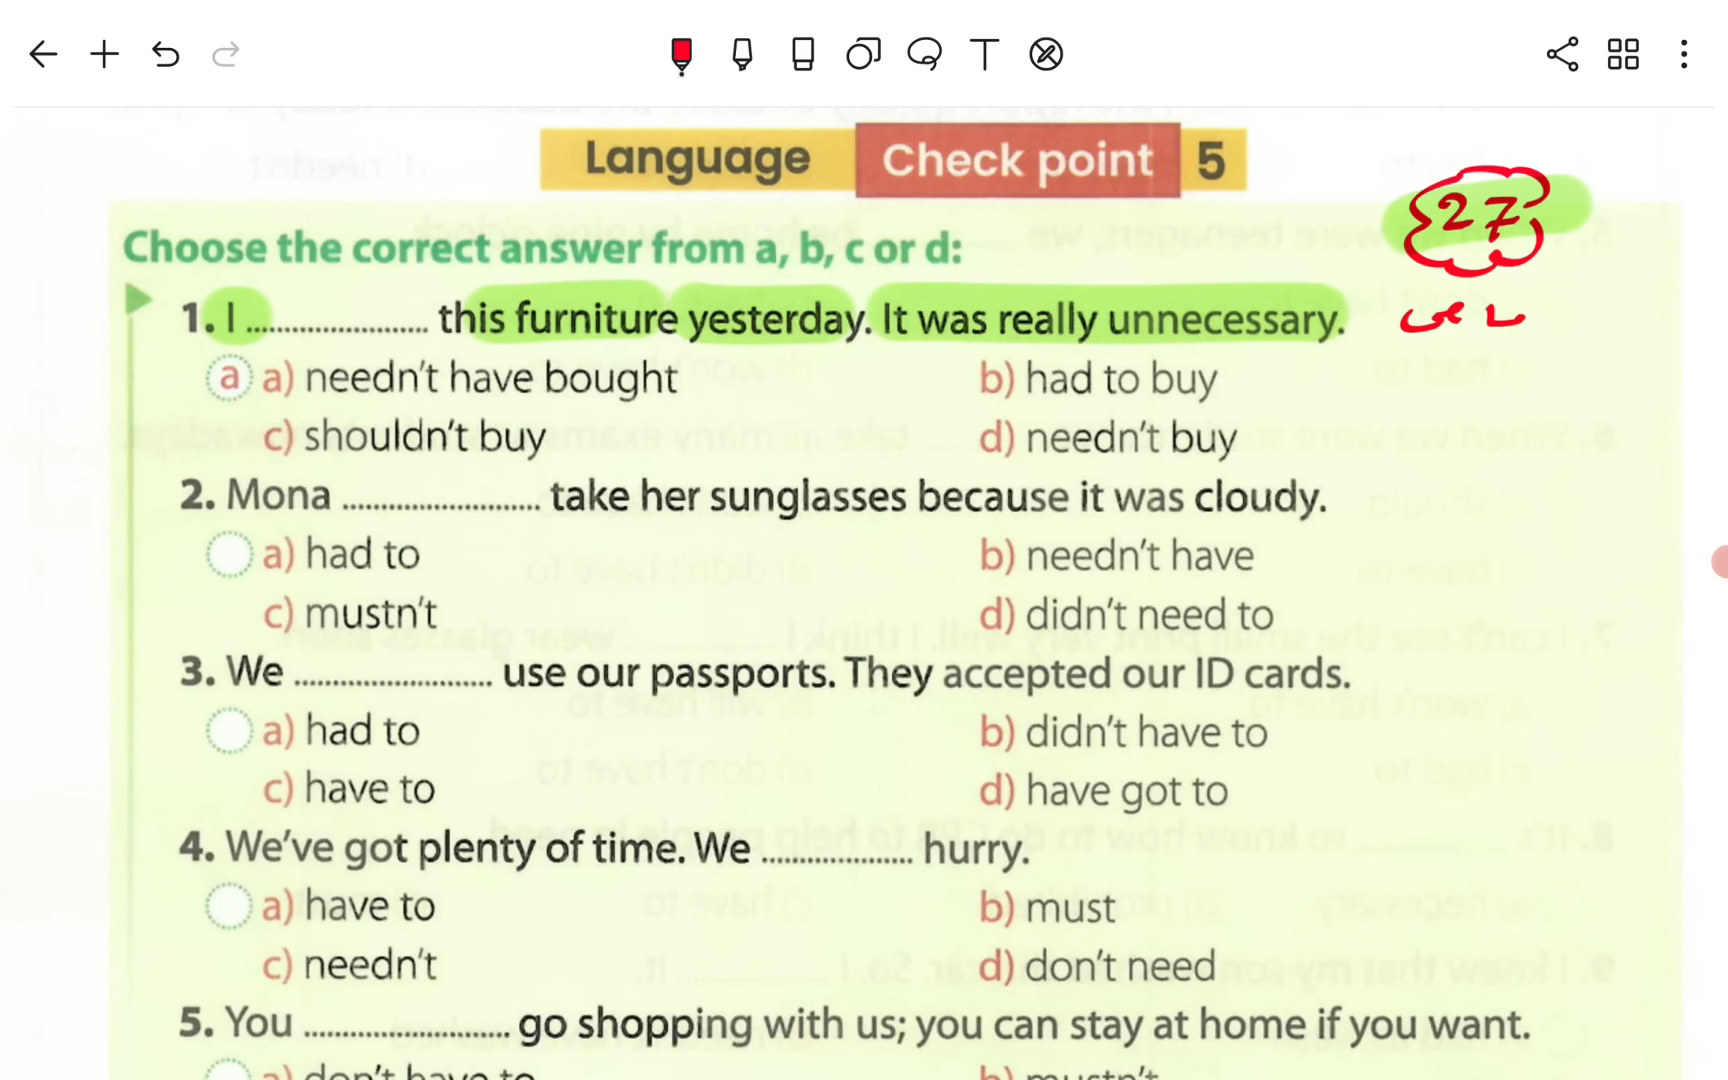 Language Check point 5
27
Choose the correct answer from a, b, c or d:
1. I ...................... this furniture yesterday. It was really unnecessary.
a a) needn't have bought b) had to buy
c) shouldn't buy d) needn't buy
2. Mona ...................... take her sunglasses because it was cloudy.
a) had to b) needn't have
c) mustn't d) didn't need to
3. We ...................... use our passports. They accepted our ID cards.
a) had to b) didn't have to
c) have to d) have got to
4. We've got plenty of time. We ................. hurry.
a) have to b) must
c) needn't d) don't need
5. You ....................... go shopping with us; you can stay at home if you want.
a) don't have to b) mustn't